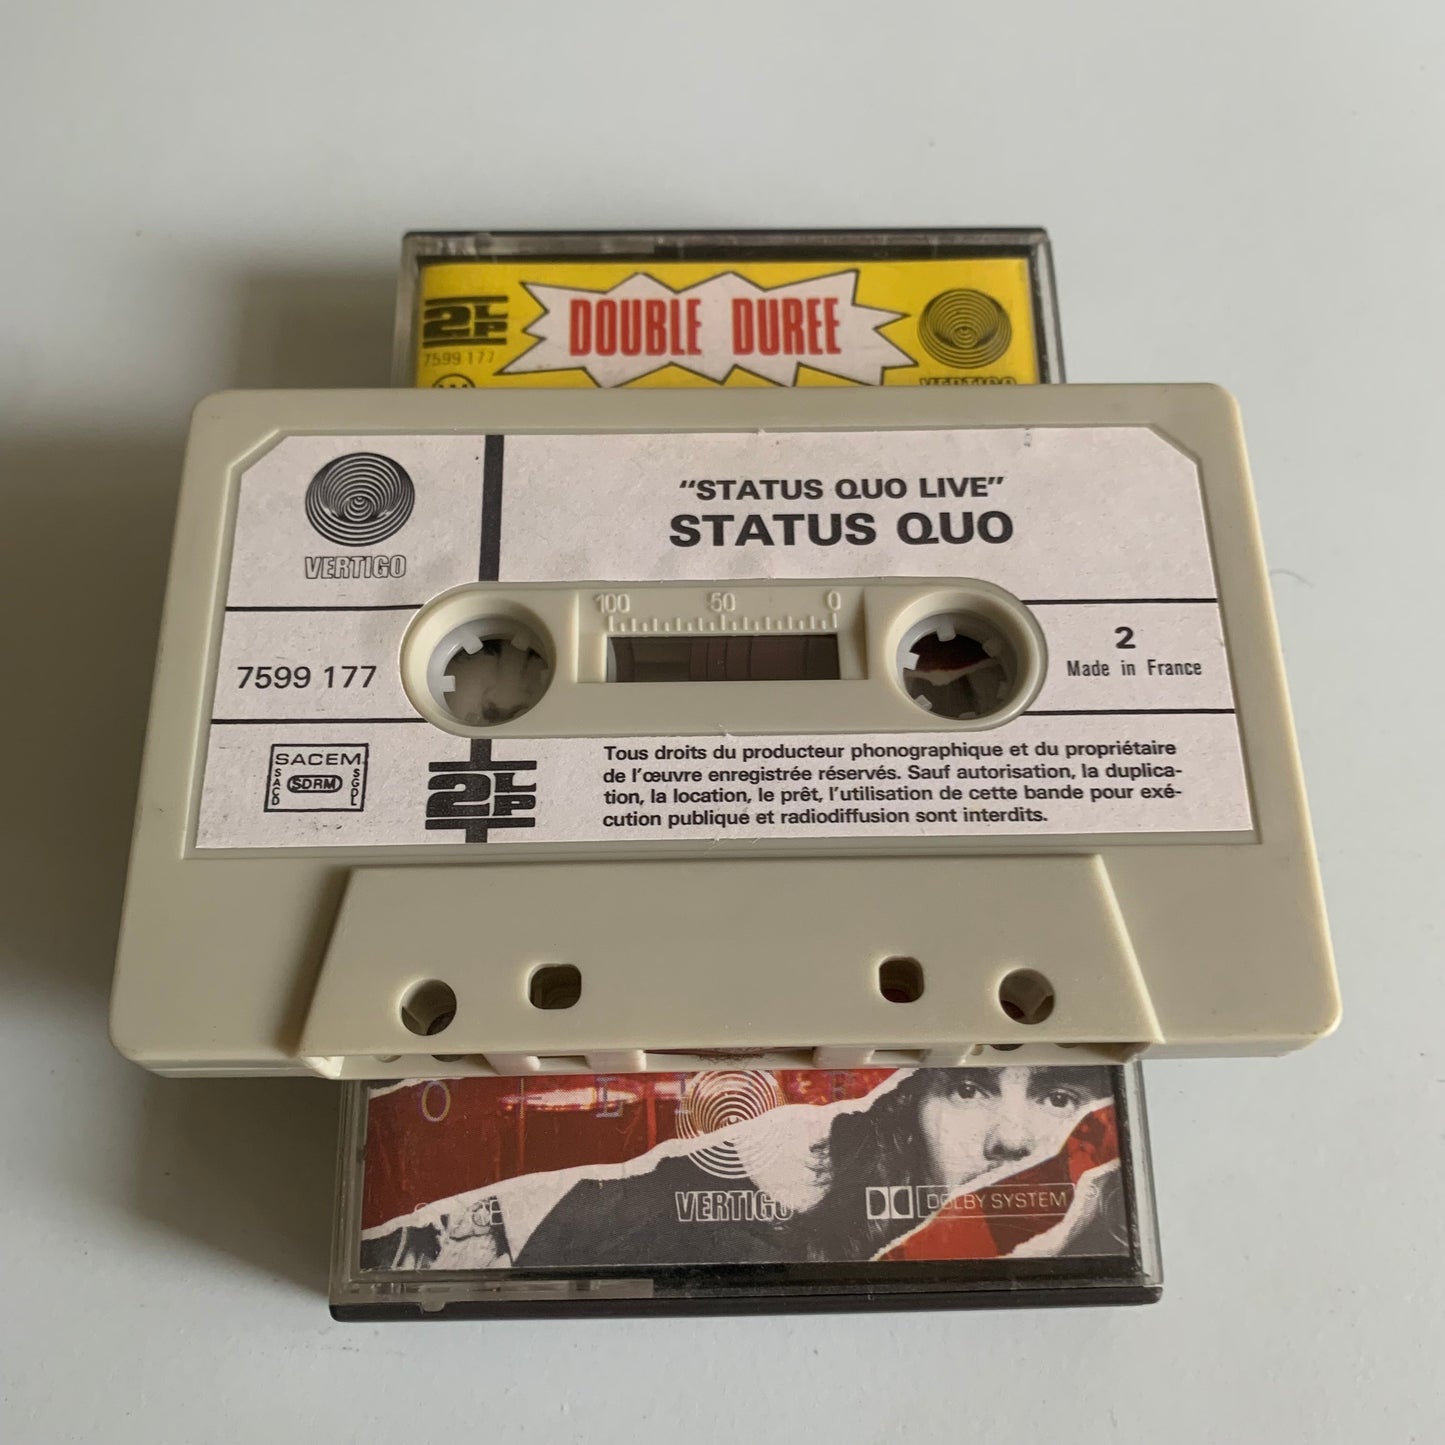 DOUBLE DUREE
2LP
7599 177
VERTIGO
"STATUS QUO LIVE"
STATUS QUO
VERTIGO
100 50 0
7599 177
2
Made in France
SACEM
SACD
SDRM
SGDL
2LP
Tous droits du producteur phonographique et du propriétaire
de l'œuvre enregistrée réservés. Sauf autorisation, la duplica-
tion, la location, le prêt, l'utilisation de cette bande pour exé-
cution publique et radiodiffusion sont interdits.
VERTIGO
DOLBY SYSTEM